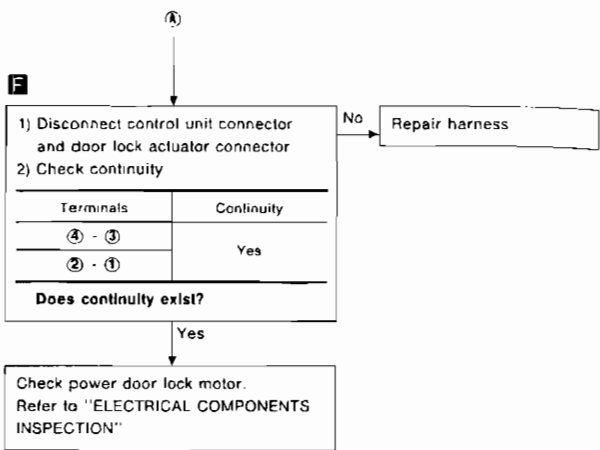 Ⓐ
F
1) Disconnect control unit connector
and door lock actuator connector
2) Check continuity
No
Repair harness
Terminals Continuity
④ - ③
Yes
② - ①
Does continuity exist?
Yes
Check power door lock motor.
Refer to "ELECTRICAL COMPONENTS
INSPECTION"